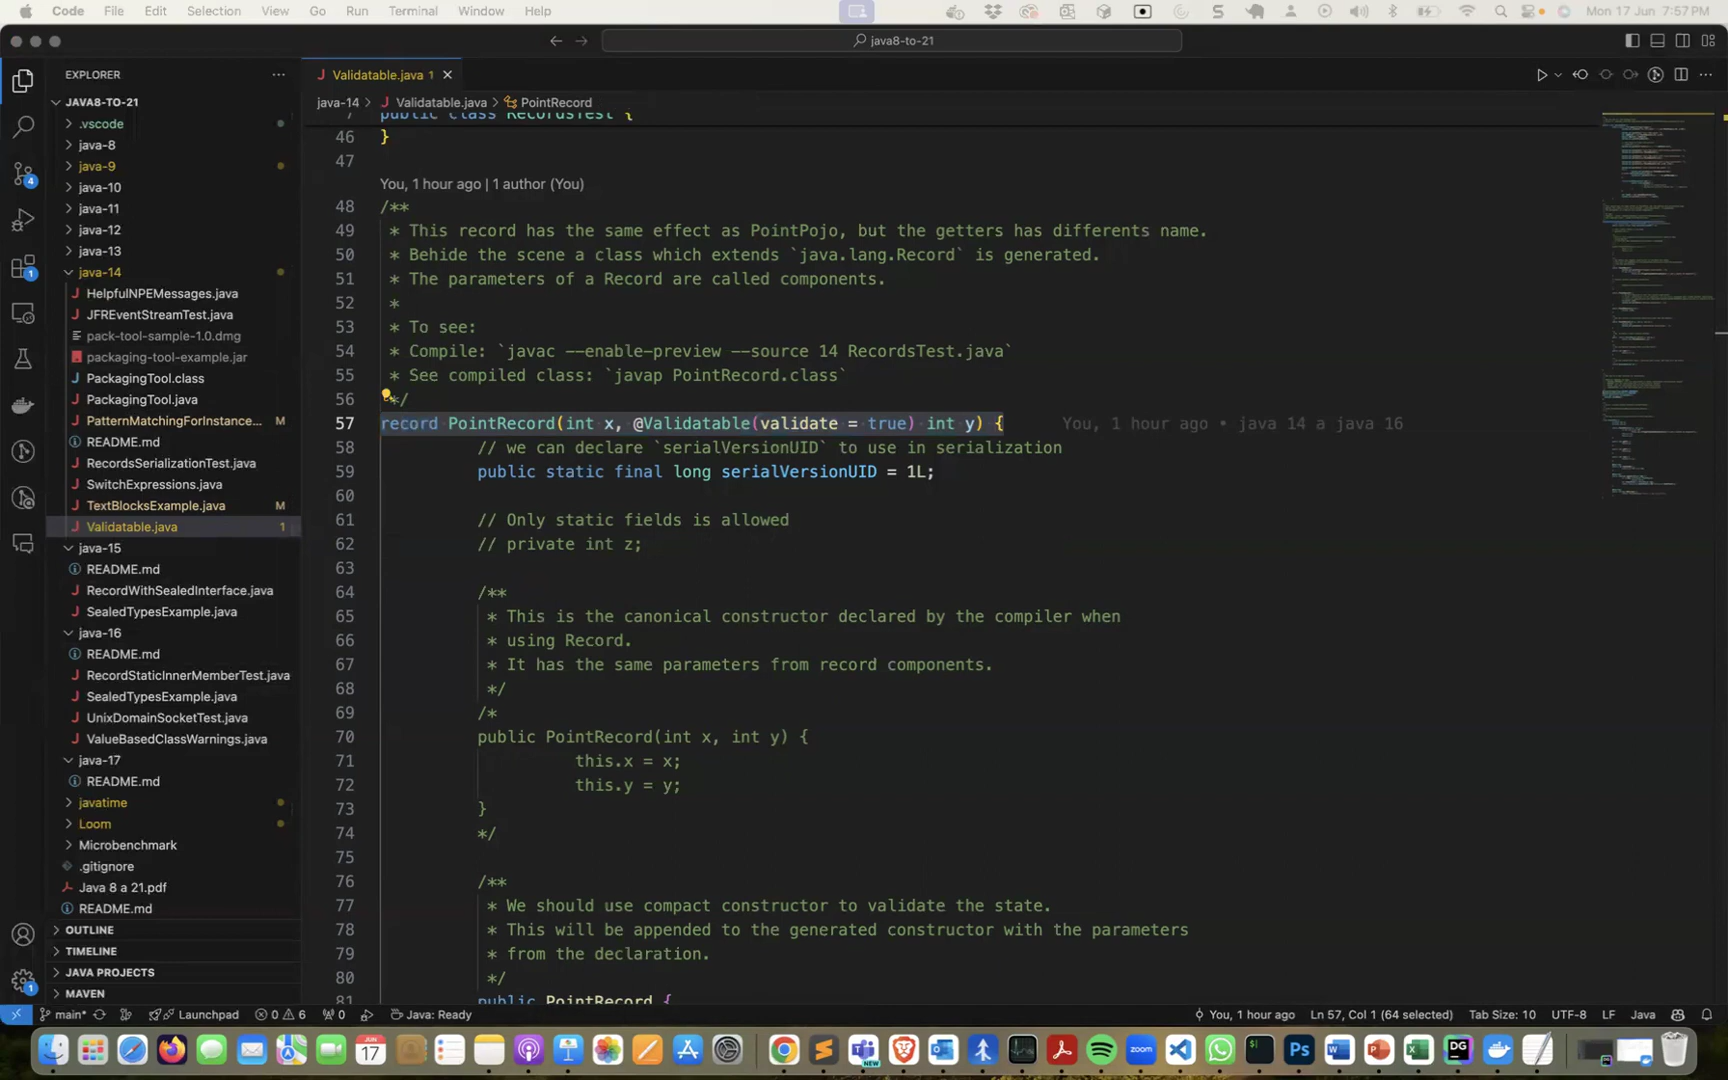 Code File Edit Selection View Go Run Terminal Window Help Mon 17 Jun 7:57 PM
java8-to-21
EXPLORER
JAVA8-TO-21
.vscode
java-8
java-9
java-10
java-11
java-12
java-13
java-14
HelpfulNPEMessages.java
JFREventStreamTest.java
pack-tool-sample-1.0.dmg
packaging-tool-example.jar
PackagingTool.class
PackagingTool.java
PatternMatchingForInstance... M
README.md
RecordsSerializationTest.java
SwitchExpressions.java
TextBlocksExample.java M
Validatable.java 1
java-15
README.md
RecordWithSealedInterface.java
SealedTypesExample.java
java-16
README.md
RecordStaticInnerMemberTest.java
SealedTypesExample.java
UnixDomainSocketTest.java
ValueBasedClassWarnings.java
java-17
README.md
javatime
Loom
Microbenchmark
.gitignore
Java 8 a 21.pdf
README.md
OUTLINE
TIMELINE
JAVA PROJECTS
MAVEN
4
1
1
Validatable.java 1
java-14 > Validatable.java > PointRecord
7 public class RecordsTest {
46 }
47
You, 1 hour ago | 1 author (You)
48 /**
49 * This record has the same effect as PointPojo, but the getters has differents name.
50 * Behide the scene a class which extends `java.lang.Record` is generated.
51 * The parameters of a Record are called components.
52 *
53 * To see:
54 * Compile: `javac --enable-preview --source 14 RecordsTest.java`
55 * See compiled class: `javap PointRecord.class`
56 */
57 record PointRecord(int x, @Validatable(validate = true) int y) { You, 1 hour ago • java 14 a java 16
58 // we can declare `serialVersionUID` to use in serialization
59 public static final long serialVersionUID = 1L;
60
61 // Only static fields is allowed
62 // private int z;
63
64 /**
65 * This is the canonical constructor declared by the compiler when
66 * using Record.
67 * It has the same parameters from record components.
68 */
69 /*
70 public PointRecord(int x, int y) {
71 this.x = x;
72 this.y = y;
73 }
74 */
75
76 /**
77 * We should use compact constructor to validate the state.
78 * This will be appended to the generated constructor with the parameters
79 * from the declaration.
80 */
81 public PointRecord {
main* Launchpad 0 6 0 Java: Ready You, 1 hour ago Ln 57, Col 1 (64 selected) Tab Size: 10 UTF-8 LF Java
JUN
17
NEW
zoom
DG